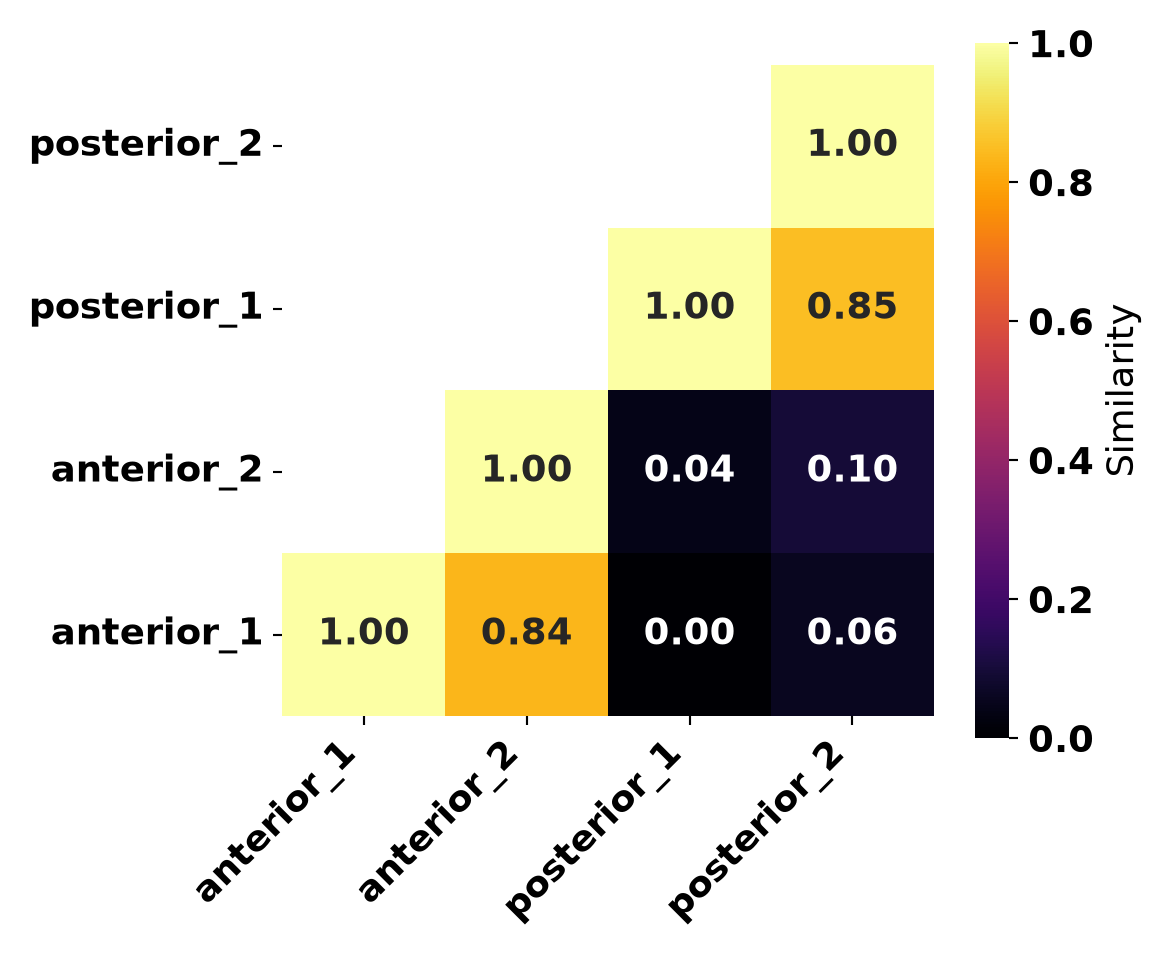 posterior_2
1.00
posterior_1
1.00 0.85
anterior_2
1.00 0.04 0.10
anterior_1
1.00 0.84 0.00 0.06
anterior_1
anterior_2
posterior_1
posterior_2
1.0
0.8
0.6
0.4
0.2
0.0
Similarity